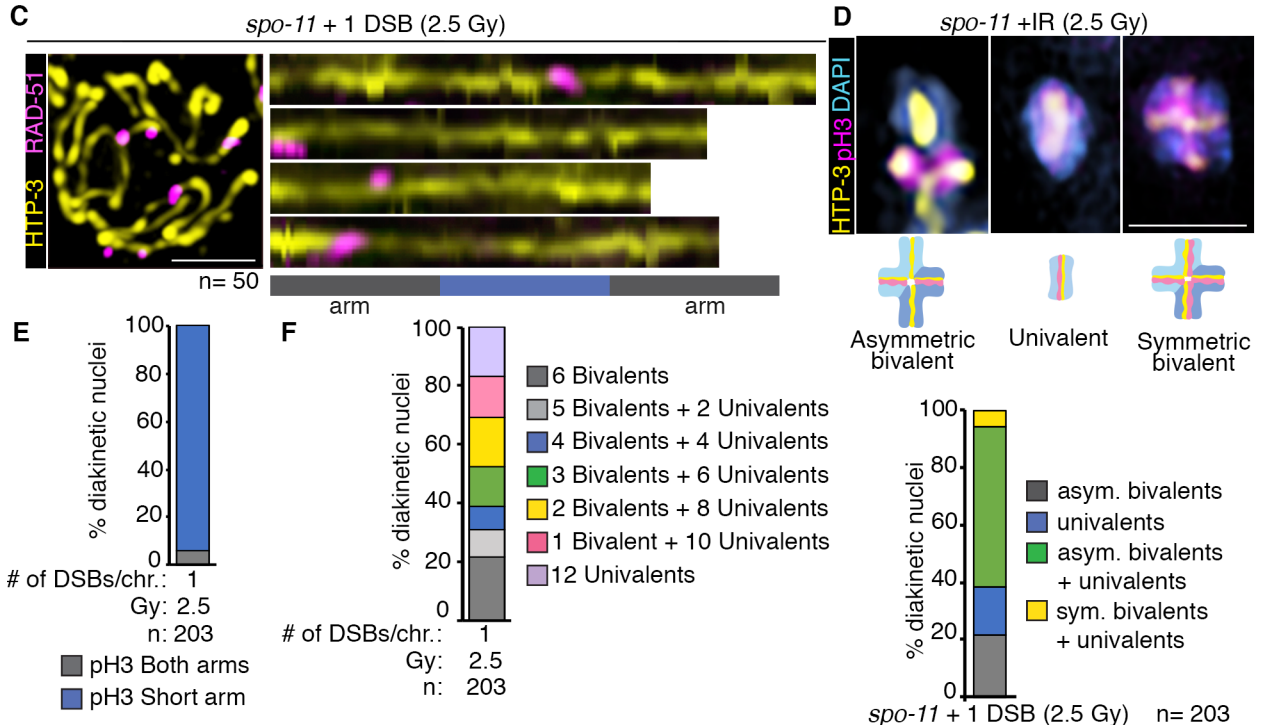 C
spo-11 + 1 DSB (2.5 Gy)
HTP-3 RAD-51
n= 50
arm
arm
D
spo-11 +IR (2.5 Gy)
HTP-3 pH3 DAPI
Asymmetric
bivalent
Univalent
Symmetric
bivalent
E
% diakinetic nuclei
100
80
60
40
20
0
# of DSBs/chr.: 1
Gy: 2.5
n: 203
pH3 Both arms
pH3 Short arm
F
% diakinetic nuclei
100
80
60
40
20
0
# of DSBs/chr.: 1
Gy: 2.5
n: 203
6 Bivalents
5 Bivalents + 2 Univalents
4 Bivalents + 4 Univalents
3 Bivalents + 6 Univalents
2 Bivalents + 8 Univalents
1 Bivalent + 10 Univalents
12 Univalents
% diakinetic nuclei
100
80
60
40
20
0
spo-11 + 1 DSB (2.5 Gy) n= 203
asym. bivalents
univalents
asym. bivalents
+ univalents
sym. bivalents
+ univalents